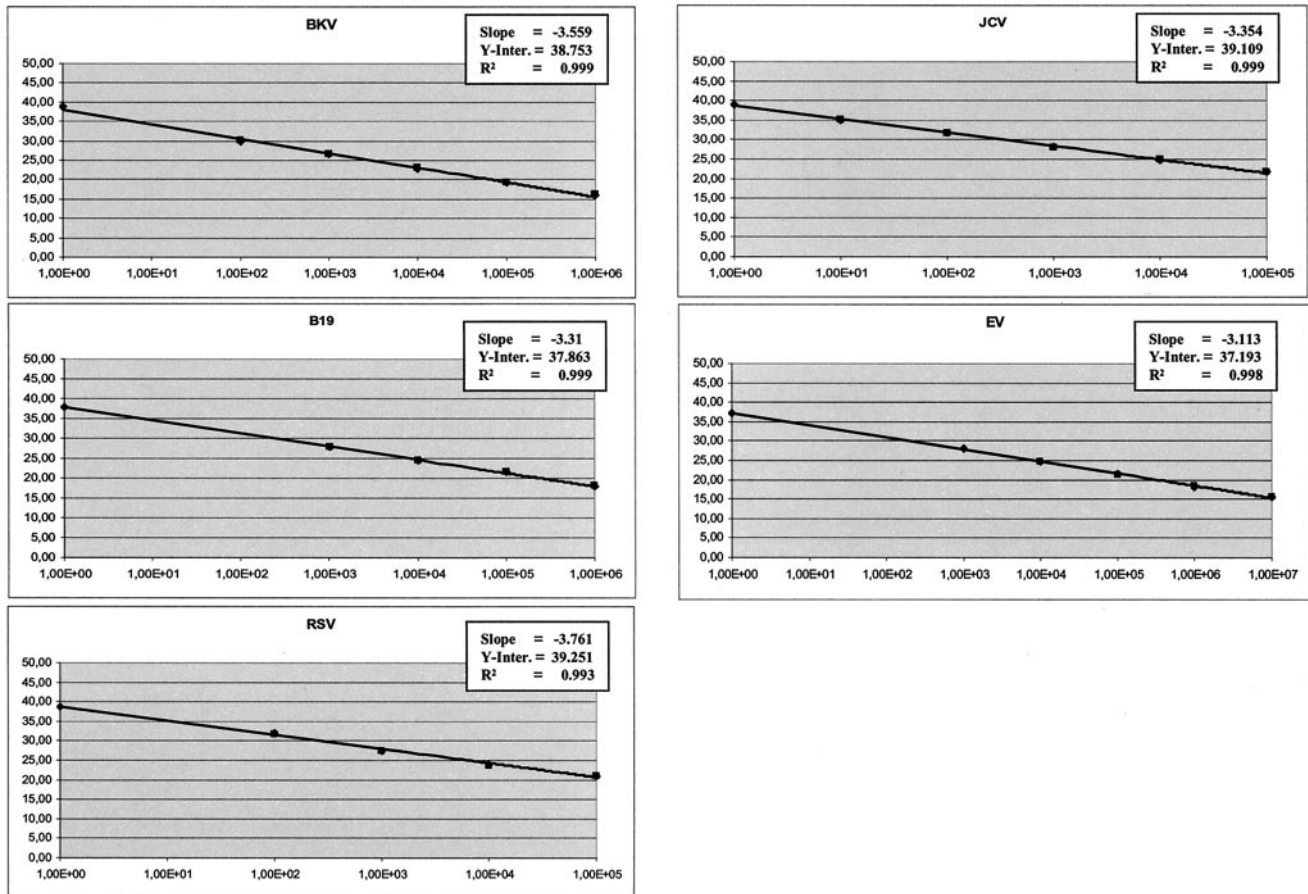 BKV
Slope = -3.559
Y-Inter. = 38.753
R² = 0.999
50,00
45,00
40,00
35,00
30,00
25,00
20,00
15,00
10,00
5,00
0,00
1,00E+00 1,00E+01 1,00E+02 1,00E+03 1,00E+04 1,00E+05 1,00E+06
JCV
Slope = -3.354
Y-Inter. = 39.109
R² = 0.999
50,00
45,00
40,00
35,00
30,00
25,00
20,00
15,00
10,00
5,00
0,00
1,00E+00 1,00E+01 1,00E+02 1,00E+03 1,00E+04 1,00E+05
B19
Slope = -3.31
Y-Inter. = 37.863
R² = 0.999
50,00
45,00
40,00
35,00
30,00
25,00
20,00
15,00
10,00
5,00
0,00
1,00E+00 1,00E+01 1,00E+02 1,00E+03 1,00E+04 1,00E+05 1,00E+06
EV
Slope = -3.113
Y-Inter. = 37.193
R² = 0.998
50,00
45,00
40,00
35,00
30,00
25,00
20,00
15,00
10,00
5,00
0,00
1,00E+00 1,00E+01 1,00E+02 1,00E+03 1,00E+04 1,00E+05 1,00E+06 1,00E+07
RSV
Slope = -3.761
Y-Inter. = 39.251
R² = 0.993
50,00
45,00
40,00
35,00
30,00
25,00
20,00
15,00
10,00
5,00
0,00
1,00E+00 1,00E+01 1,00E+02 1,00E+03 1,00E+04 1,00E+05